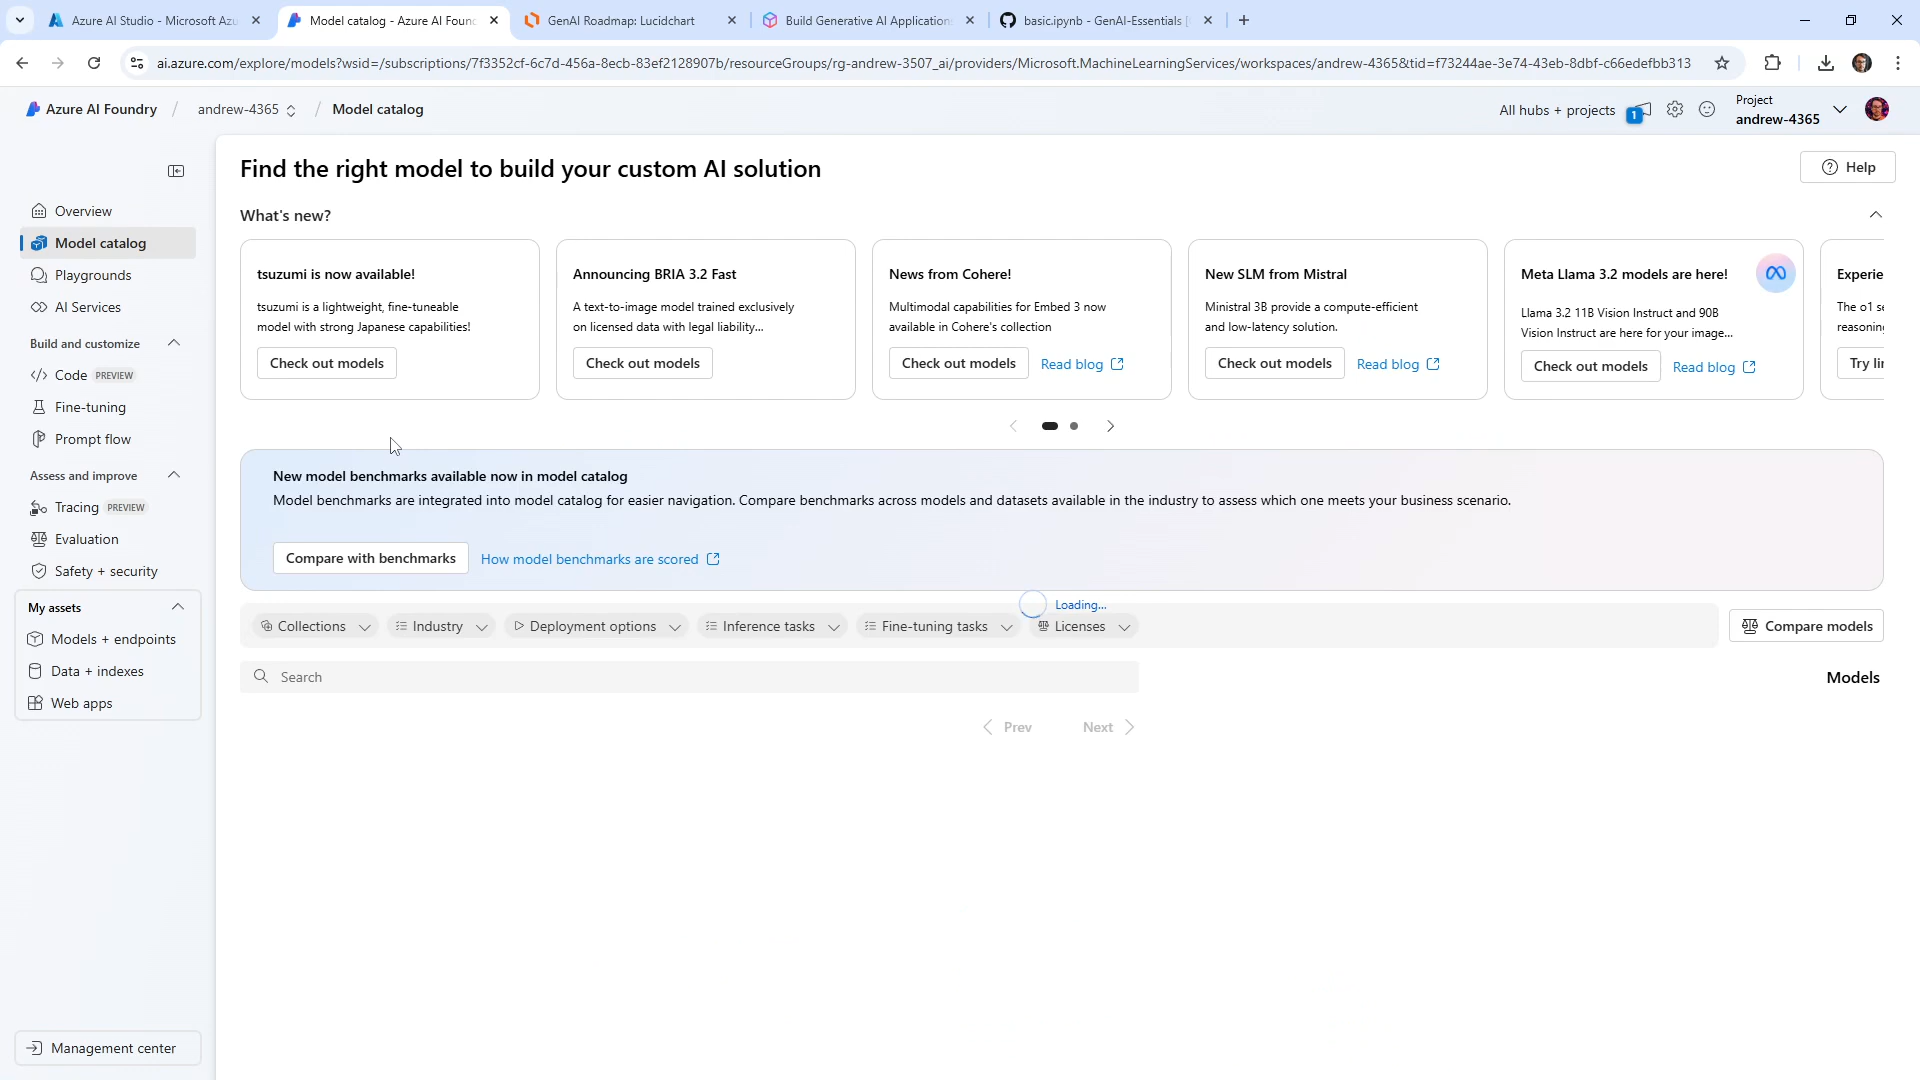 Azure AI Studio - Microsoft Azu
Model catalog - Azure AI Foun
GenAI Roadmap: Lucidchart
Build Generative AI Applications
basic.ipynb - GenAI-Essentials [
ai.azure.com/explore/models?wsid=/subscriptions/7f3352cf-6c7d-456a-8ecb-83ef2128907b/resourceGroups/rg-andrew-3507_ai/providers/Microsoft.MachineLearningServices/workspaces/andrew-4365&tid=f73244ae-3e74-43eb-8dbf-c66edefbb313
Azure AI Foundry / andrew-4365 / Model catalog
All hubs + projects
1
Project
andrew-4365
Overview
Model catalog
Playgrounds
AI Services
Build and customize
Code PREVIEW
Fine-tuning
Prompt flow
Assess and improve
Tracing PREVIEW
Evaluation
Safety + security
My assets
Models + endpoints
Data + indexes
Web apps
Management center
Find the right model to build your custom AI solution
Help
What's new?
tsuzumi is now available!
tsuzumi is a lightweight, fine-tuneable
model with strong Japanese capabilities!
Check out models
Announcing BRIA 3.2 Fast
A text-to-image model trained exclusively
on licensed data with legal liability...
Check out models
News from Cohere!
Multimodal capabilities for Embed 3 now
available in Cohere's collection
Check out models
Read blog
New SLM from Mistral
Ministral 3B provide a compute-efficient
and low-latency solution.
Check out models
Read blog
Meta Llama 3.2 models are here!
Llama 3.2 11B Vision Instruct and 90B
Vision Instruct are here for your image...
Check out models
Read blog
Experie
The o1 se
reasoning
Try lir
New model benchmarks available now in model catalog
Model benchmarks are integrated into model catalog for easier navigation. Compare benchmarks across models and datasets available in the industry to assess which one meets your business scenario.
Compare with benchmarks
How model benchmarks are scored
Loading...
Collections
Industry
Deployment options
Inference tasks
Fine-tuning tasks
Licenses
Compare models
Search
Models
Prev
Next